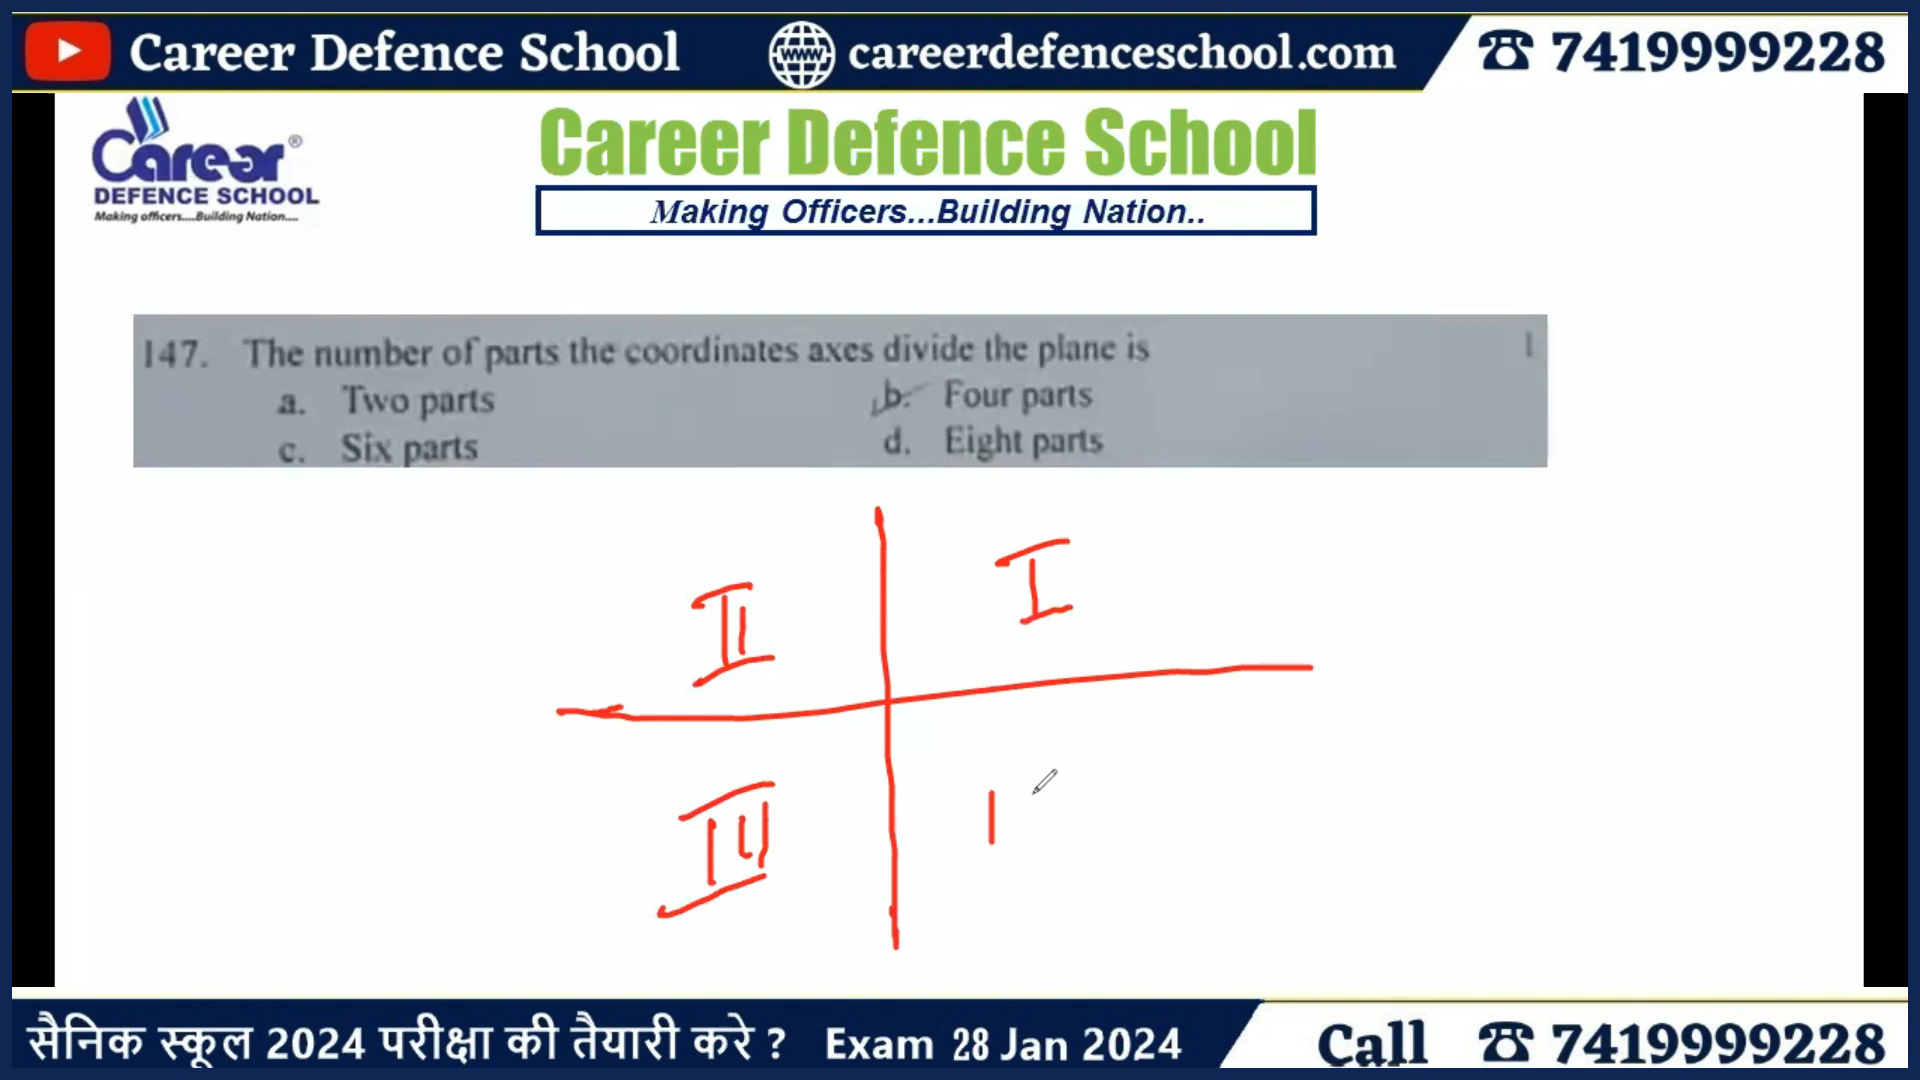 Career Defence School careerdefenceschool.com ☎ 7419999228
Carear®
DEFENCE SCHOOL
Making officers....Building Nation....
Career Defence School
Making Officers...Building Nation..
147. The number of parts the coordinates axes divide the plane is 1
a. Two parts b. Four parts
c. Six parts d. Eight parts
I
II
III
I
सैनिक स्कूल 2024 परीक्षा की तैयारी करे ? Exam 28 Jan 2024 Call ☎ 7419999228